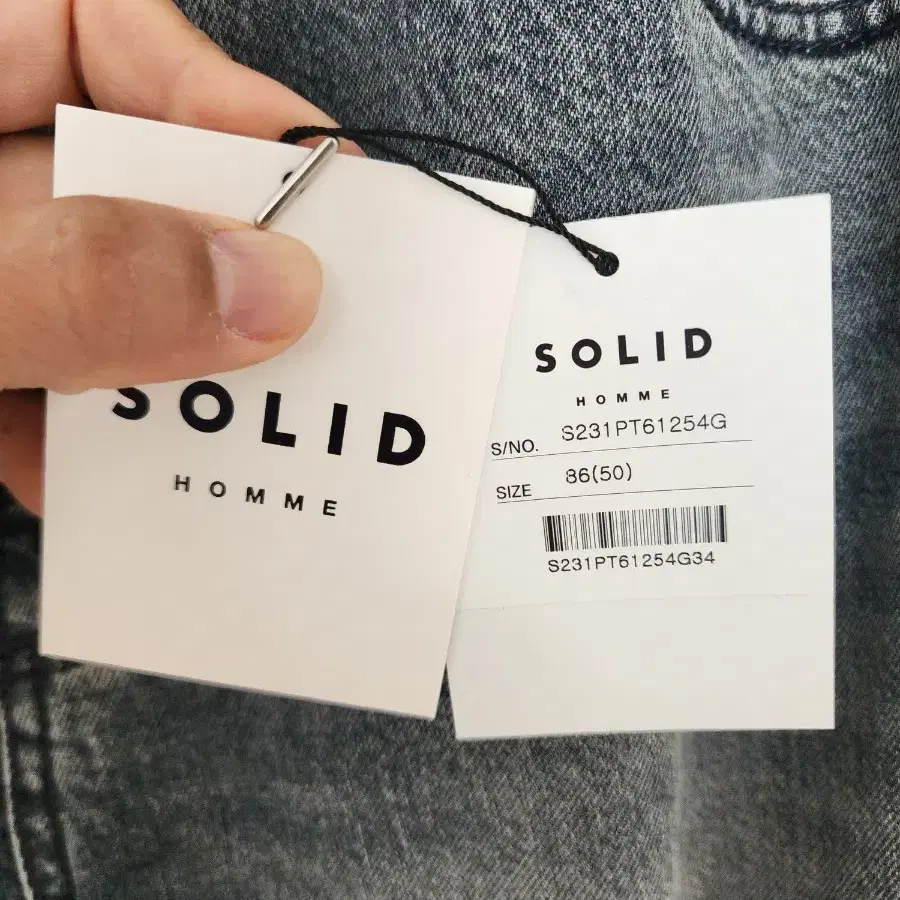 SOLID
HOMME
SOLID
HOMME
S/NO. S231PT61254G
SIZE 86(50)
S231PT61254G34